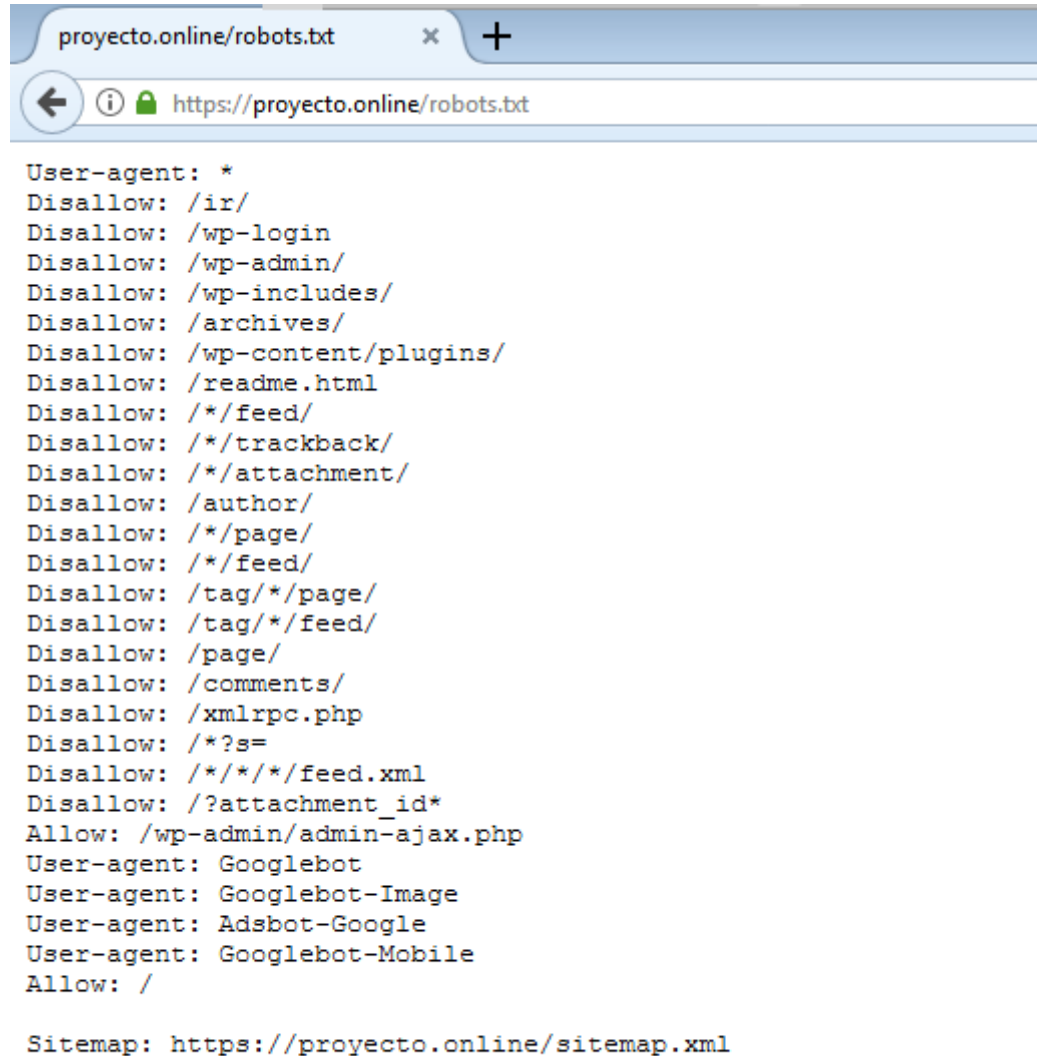 proyecto.online/robots.txt
https://proyecto.online/robots.txt
User-agent: *
Disallow: /ir/
Disallow: /wp-login
Disallow: /wp-admin/
Disallow: /wp-includes/
Disallow: /archives/
Disallow: /wp-content/plugins/
Disallow: /readme.html
Disallow: /*/feed/
Disallow: /*/trackback/
Disallow: /*/attachment/
Disallow: /author/
Disallow: /*/page/
Disallow: /*/feed/
Disallow: /tag/*/page/
Disallow: /tag/*/feed/
Disallow: /page/
Disallow: /comments/
Disallow: /xmlrpc.php
Disallow: /*?s=
Disallow: /*/*/*/feed.xml
Disallow: /?attachment_id*
Allow: /wp-admin/admin-ajax.php
User-agent: Googlebot
User-agent: Googlebot-Image
User-agent: Adsbot-Google
User-agent: Googlebot-Mobile
Allow: /
Sitemap: https://proyecto.online/sitemap.xml